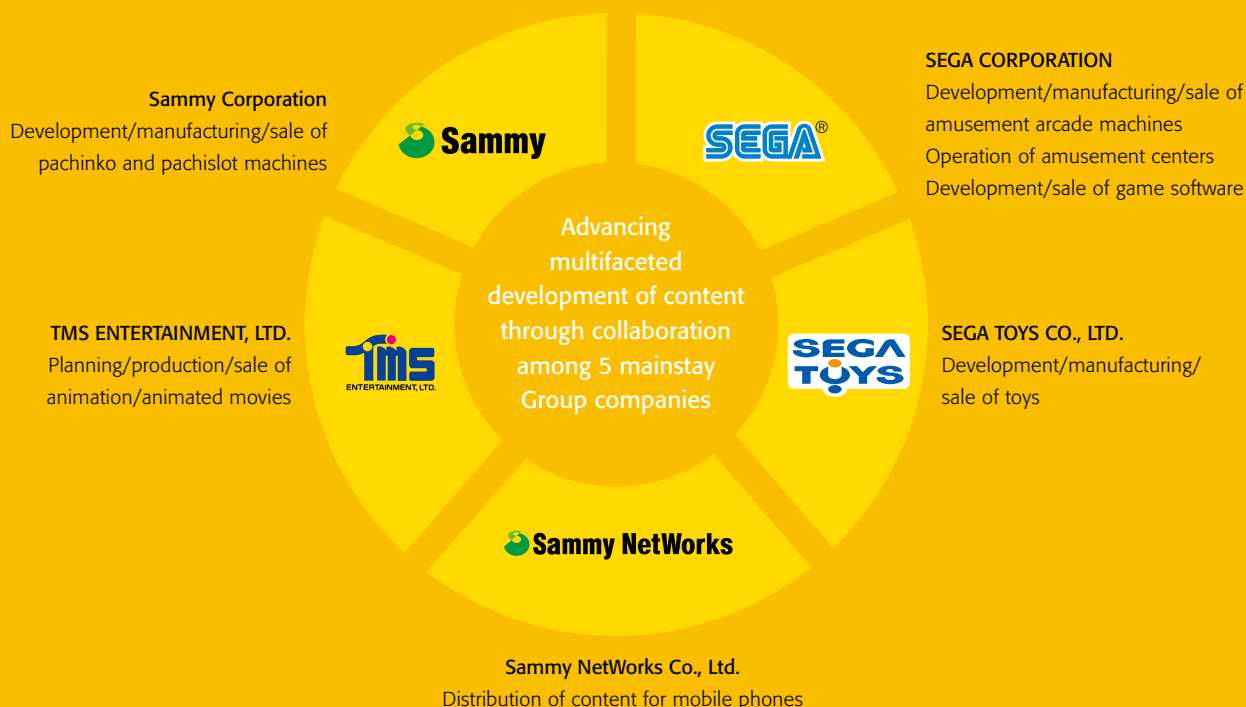 Sammy Corporation
Development/manufacturing/sale of
pachinko and pachislot machines
Sammy
SEGA®
SEGA CORPORATION
Development/manufacturing/sale of
amusement arcade machines
Operation of amusement centers
Development/sale of game software
Advancing
multifaceted
development of content
through collaboration
among 5 mainstay
Group companies
TMS ENTERTAINMENT, LTD.
Planning/production/sale of
animation/animated movies
TMS
ENTERTAINMENT, LTD.
SEGA
TOYS
SEGA TOYS CO., LTD.
Development/manufacturing/
sale of toys
Sammy NetWorks
Sammy NetWorks Co., Ltd.
Distribution of content for mobile phones